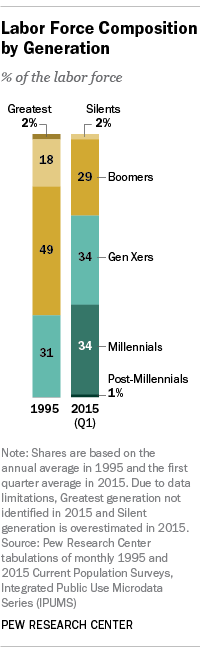 Labor Force Composition
by Generation
% of the labor force
Greatest
2%
Silents
2%
18
29
Boomers
49
34
Gen Xers
31
34
Millennials
Post-Millennials
1%
1995
2015
(Q1)
Note: Shares are based on the
annual average in 1995 and the first
quarter average in 2015. Due to data
limitations, Greatest generation not
identified in 2015 and Silent
generation is overestimated in 2015.
Source: Pew Research Center
tabulations of monthly 1995 and
2015 Current Population Surveys,
Integrated Public Use Microdata
Series (IPUMS)
PEW RESEARCH CENTER